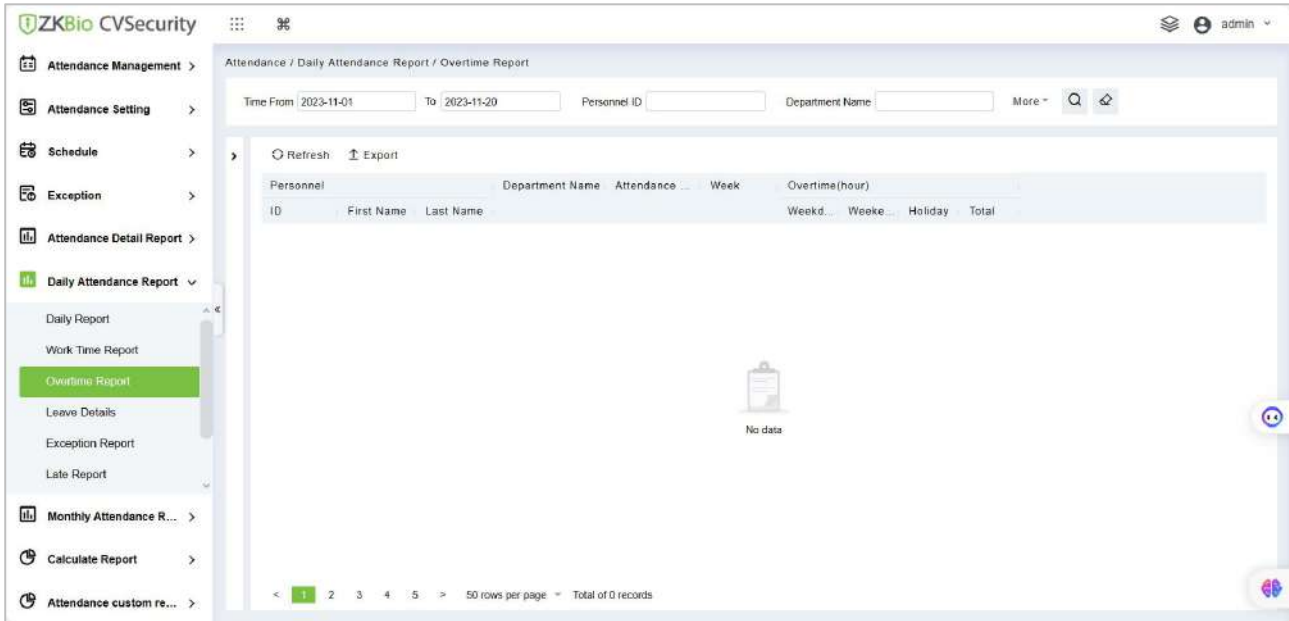 ZKBio CVSecurity
admin
Attendance Management
Attendance Setting
Schedule
Exception
Attendance Detail Report
Daily Attendance Report
Daily Report
Work Time Report
Overtime Report
Leave Details
Exception Report
Late Report
Monthly Attendance R...
Calculate Report
Attendance custom re...
Attendance / Daily Attendance Report / Overtime Report
Time From 2023-11-01 To 2023-11-20 Personnel ID Department Name More
Refresh Export
Personnel Department Name Attendance ... Week Overtime(hour)
ID First Name Last Name Weekd... Weeke... Holiday Total
No data
< 1 2 3 4 5 > 50 rows per page Total of 0 records